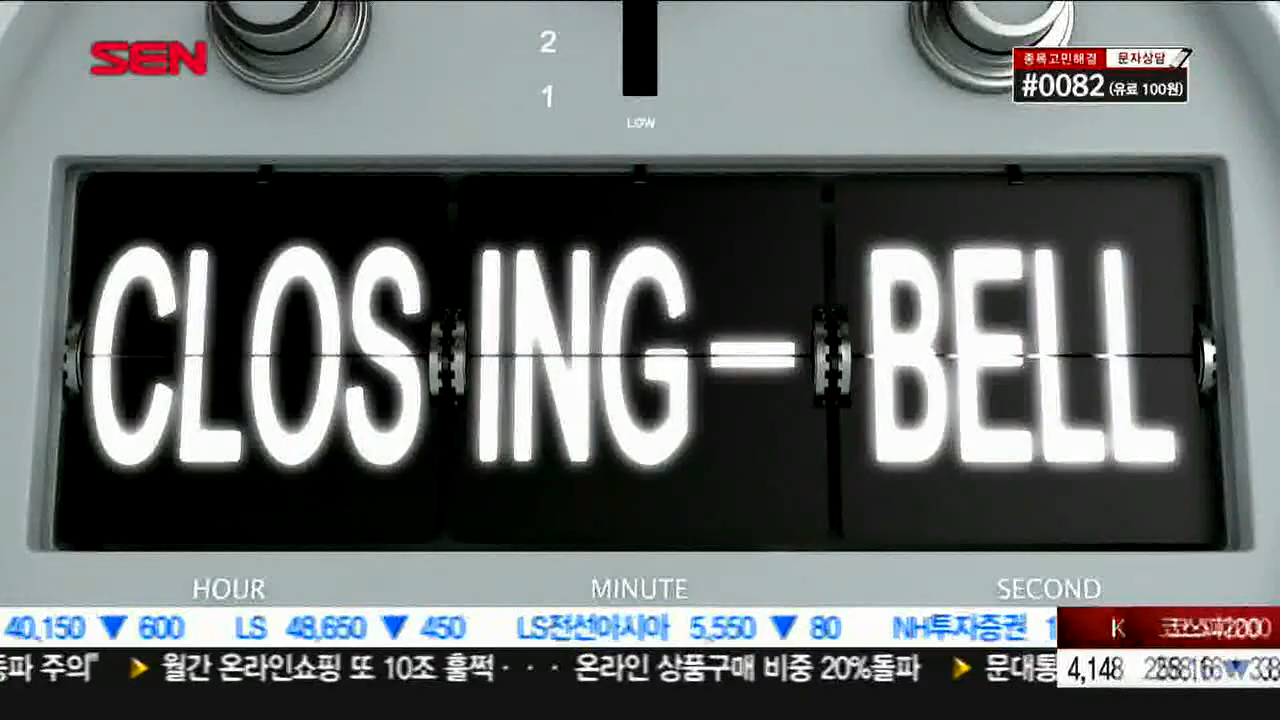 SEN
2
1
LOW
종목고민해결 문자상담
#0082 (유료 100원)
CLOSING-BELL
HOUR MINUTE SECOND
40,150 ▼ 600 LS 48,650 ▼ 450 LS전선아시아 5,550 ▼ 80 NH투자증권 1
동파 주의" ▶ 월간 온라인쇼핑 또 10조 훌쩍··· 온라인 상품구매 비중 20%돌파 ▶ 문대통
4,148